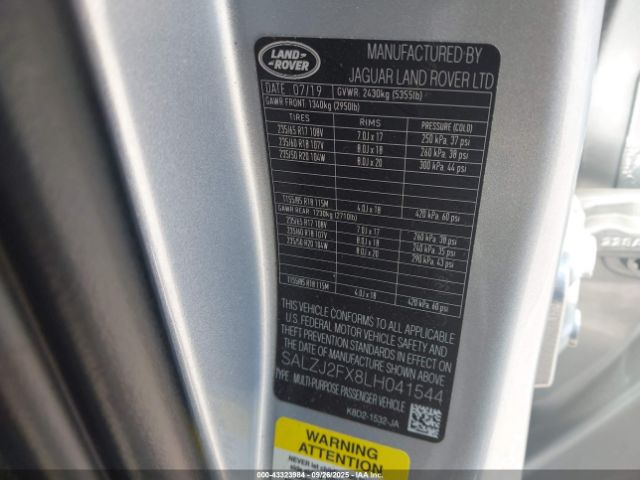 LAND
ROVER
MANUFACTURED BY
JAGUAR LAND ROVER LTD
DATE 07/19 GVWR: 2430kg (5355lb)
GAWR FRONT 1340kg (2950lb)
TIRES RIMS PRESSURE (COLD)
235/65 R17 108V 7.0J x 17 250 kPa, 37 psi
235/60 R18 107V 8.0J x 18 260 kPa, 38 psi
235/50 R20 104W 8.0J x 20 300 kPa, 44 psi
T155/85 R18 115M 4.0J x 18 420 kPa, 60 psi
GAWR REAR: 1230kg (2710lb)
235/65 R17 108V 7.0J x 17 260 kPa, 38 psi
235/60 R18 107V 8.0J x 18 240 kPa, 35 psi
235/50 R20 104W 8.0J x 20 290 kPa, 43 psi
T155/85 R18 115M 4.0J x 18 420 kPa, 60 psi
THIS VEHICLE CONFORMS TO ALL APPLICABLE
U.S. FEDERAL MOTOR VEHICLE SAFETY AND
THEFT PREVENTION STANDARDS IN EFFECT ON THE
DATE OF MANUFACTURE SHOWN ABOVE.
SALZJ2FX8LH041544
TYPE MULTI-PURPOSE PASSENGER VEHICLE
K8D2-1532-JA
WARNING
ATTENTION
NEVER
000-43323984 / 09/26/2025 / COPYRIGHT IAA, LLC.